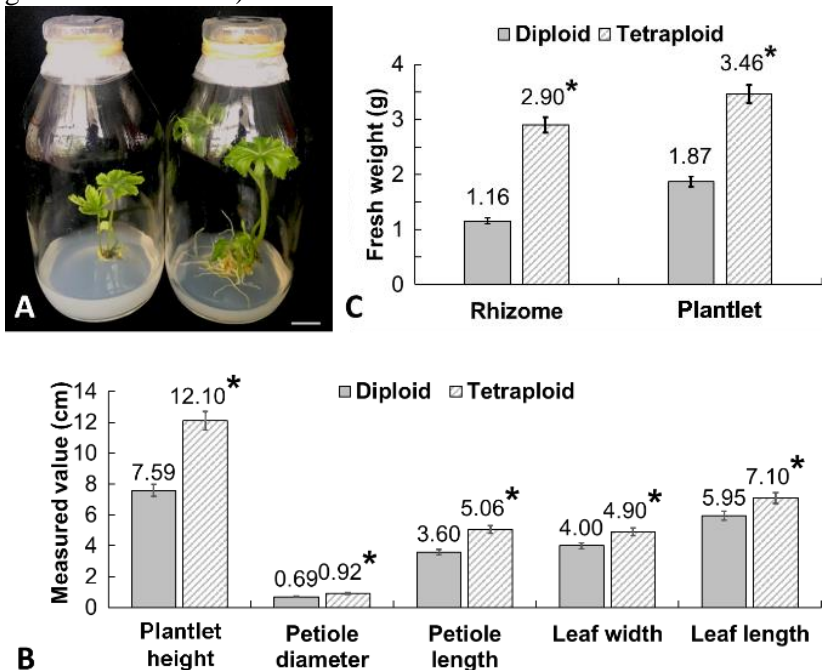 A
C
Diploid Tetraploid
Fresh weight (g)
4
3
2
1
0
1.16
2.90*
1.87
3.46*
Rhizome
Plantlet
B
Diploid Tetraploid
Measured value (cm)
14
12
10
8
6
4
2
0
7.59
12.10*
0.69
0.92*
3.60
5.06*
4.00
4.90*
5.95
7.10*
Plantlet
height
Petiole
diameter
Petiole
length
Leaf width
Leaf length